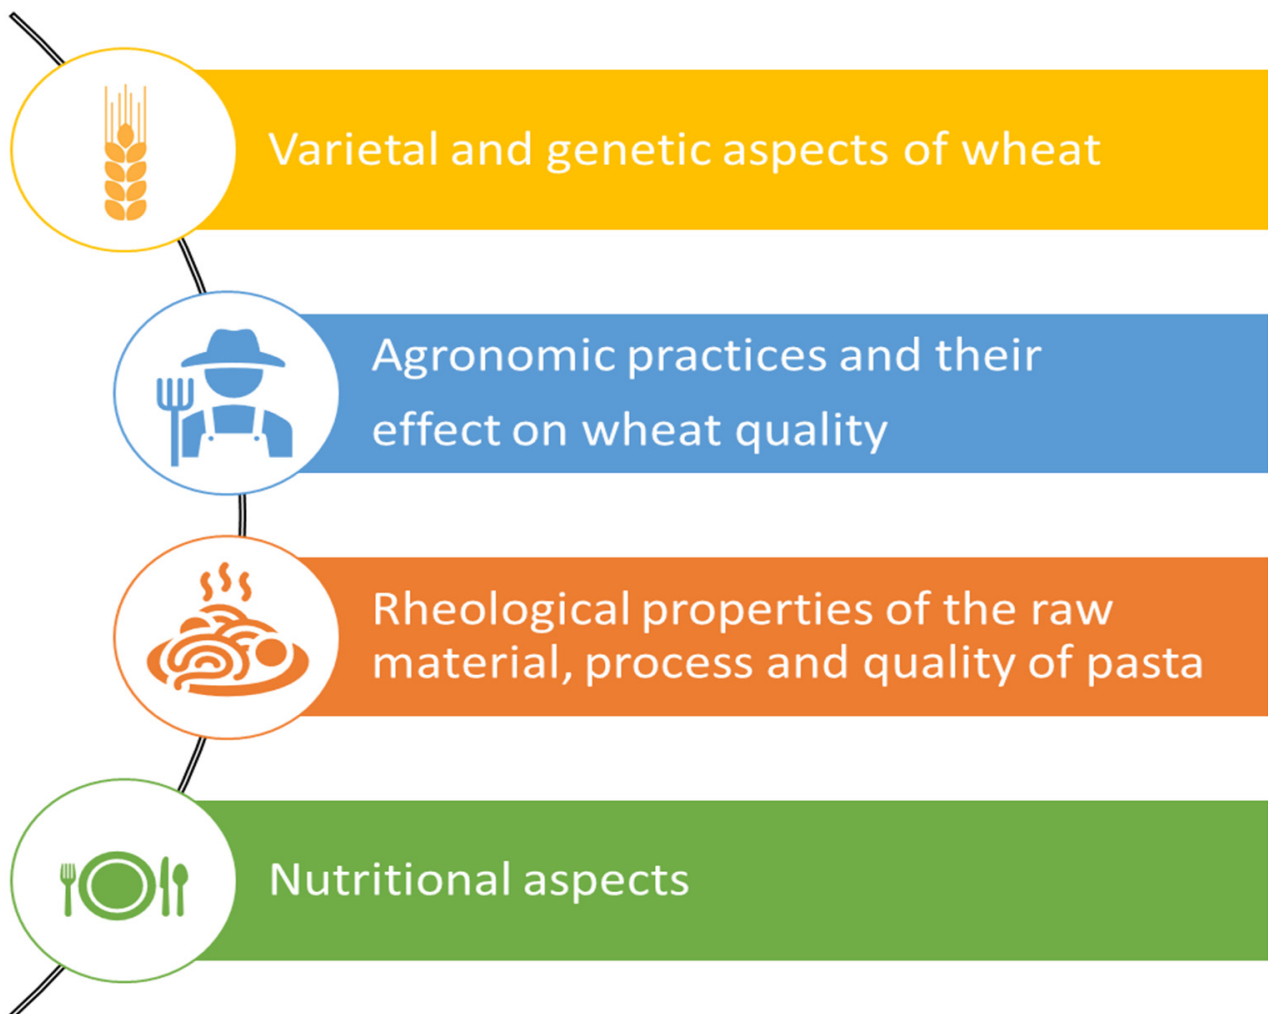 Varietal and genetic aspects of wheat
Agronomic practices and their
effect on wheat quality
Rheological properties of the raw
material, process and quality of pasta
Nutritional aspects